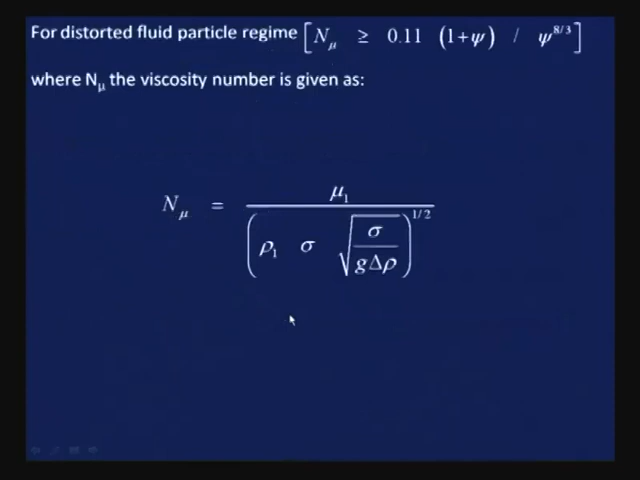 For distorted fluid particle regime [N_μ ≥ 0.11 (1+ψ) / ψ^{8/3}]
where N_μ the viscosity number is given as:
N_μ = μ_1 / (ρ_1 σ √(σ / gΔρ))^{1/2}